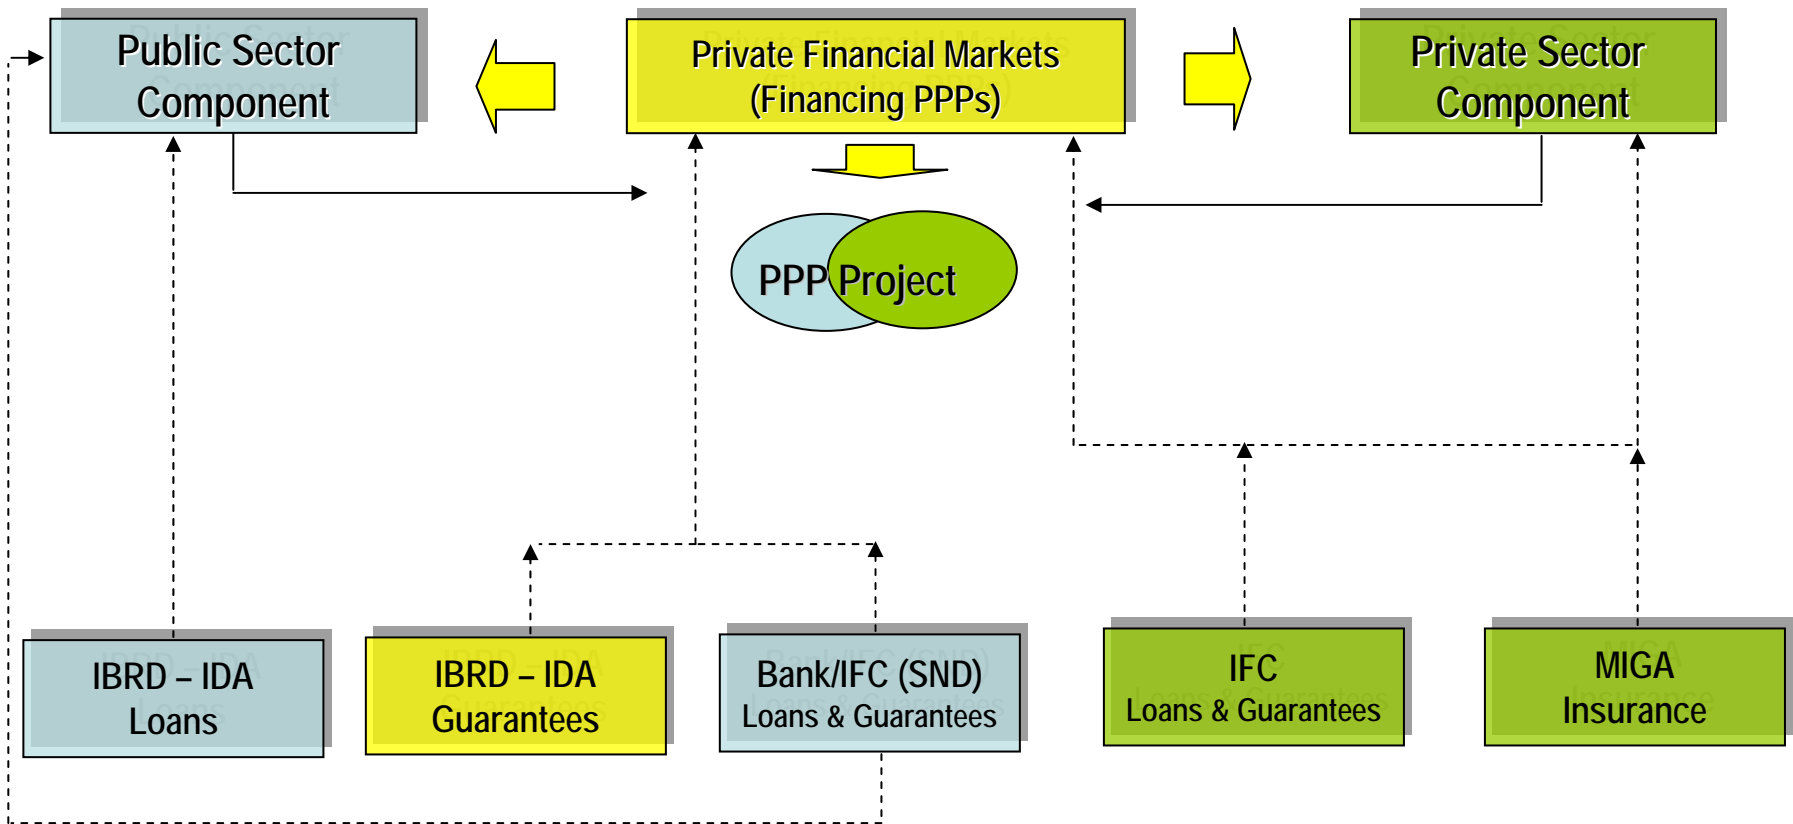 Public Sector
Component
Private Financial Markets
(Financing PPPs)
Private Sector
Component
PPP Project
IBRD – IDA
Loans
IBRD – IDA
Guarantees
Bank/IFC (SND)
Loans & Guarantees
IFC
Loans & Guarantees
MIGA
Insurance